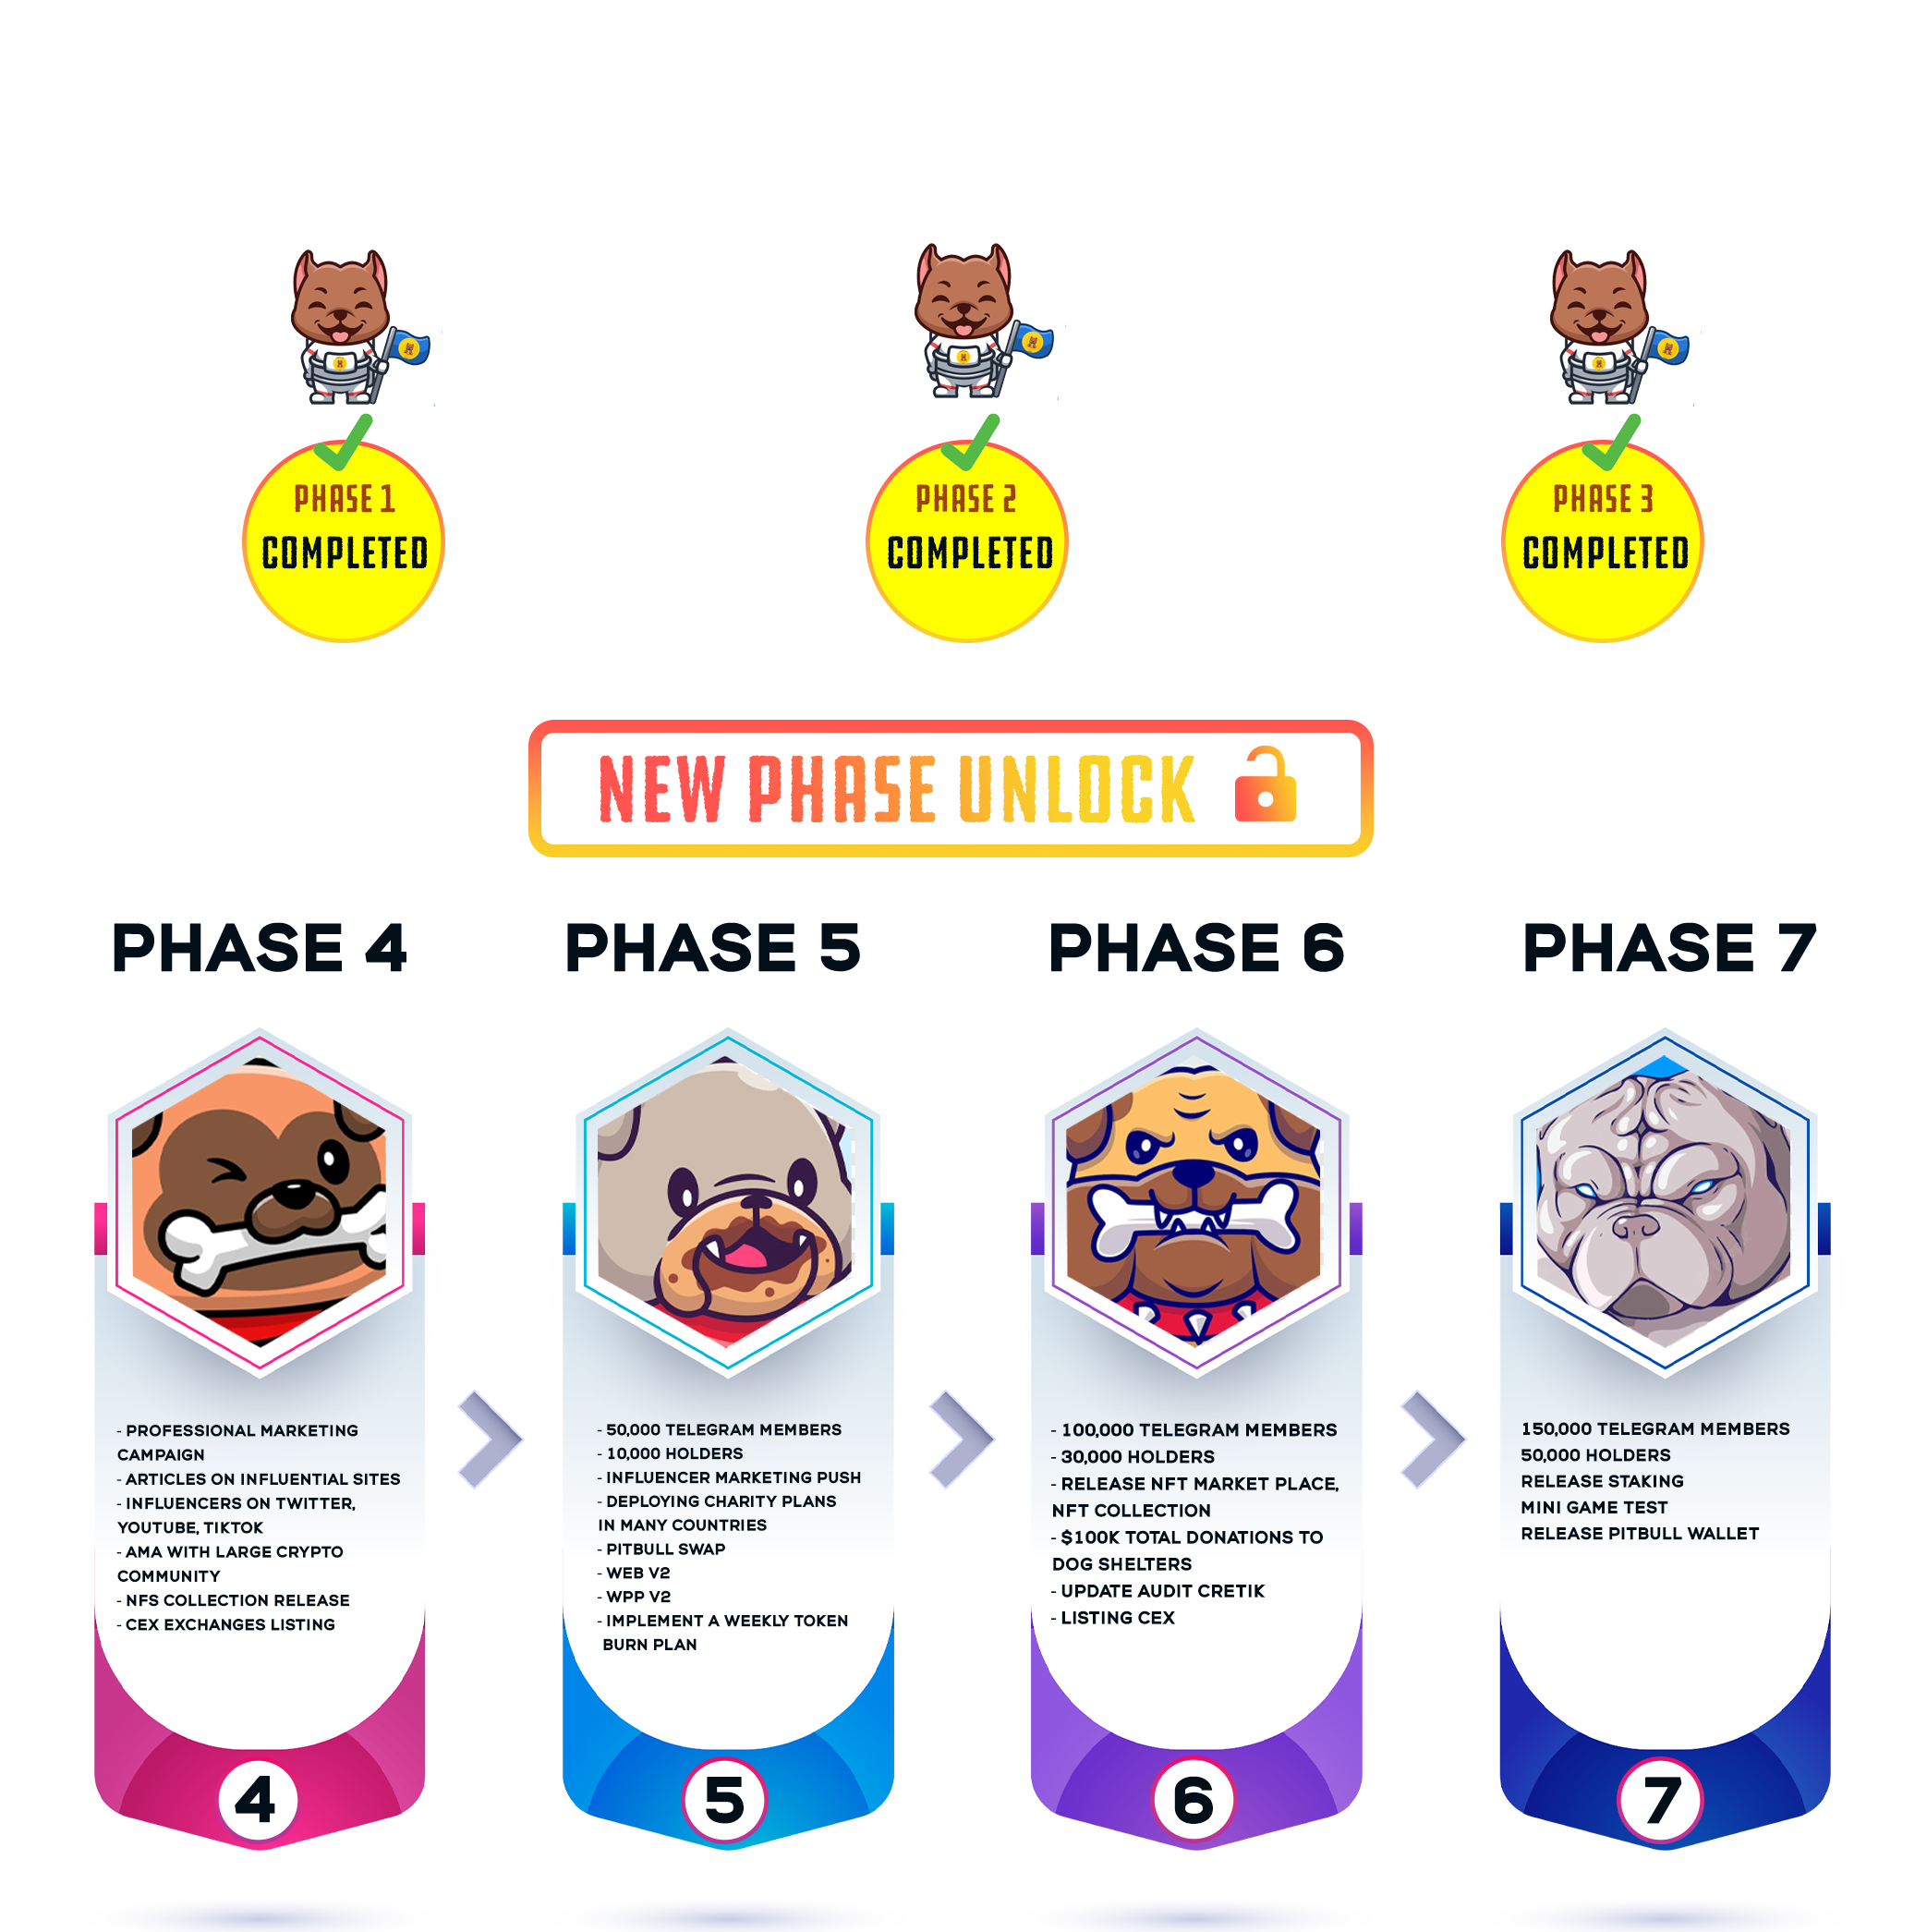 PHASE 1
COMPLETED
PHASE 2
COMPLETED
PHASE 3
COMPLETED
NEW PHASE UNLOCK
PHASE 4
PHASE 5
PHASE 6
PHASE 7
- PROFESSIONAL MARKETING
CAMPAIGN
- ARTICLES ON INFLUENTIAL SITES
- INFLUENCERS ON TWITTER,
YOUTUBE, TIKTOK
- AMA WITH LARGE CRYPTO
COMMUNITY
- NFS COLLECTION RELEASE
- CEX EXCHANGES LISTING
4
- 50,000 TELEGRAM MEMBERS
- 10,000 HOLDERS
- INFLUENCER MARKETING PUSH
- DEPLOYING CHARITY PLANS
IN MANY COUNTRIES
- PITBULL SWAP
- WEB V2
- WPP V2
- IMPLEMENT A WEEKLY TOKEN
BURN PLAN
5
- 100,000 TELEGRAM MEMBERS
- 30,000 HOLDERS
- RELEASE NFT MARKET PLACE,
NFT COLLECTION
- $100K TOTAL DONATIONS TO
DOG SHELTERS
- UPDATE AUDIT CRETIK
- LISTING CEX
6
150,000 TELEGRAM MEMBERS
50,000 HOLDERS
RELEASE STAKING
MINI GAME TEST
RELEASE PITBULL WALLET
7